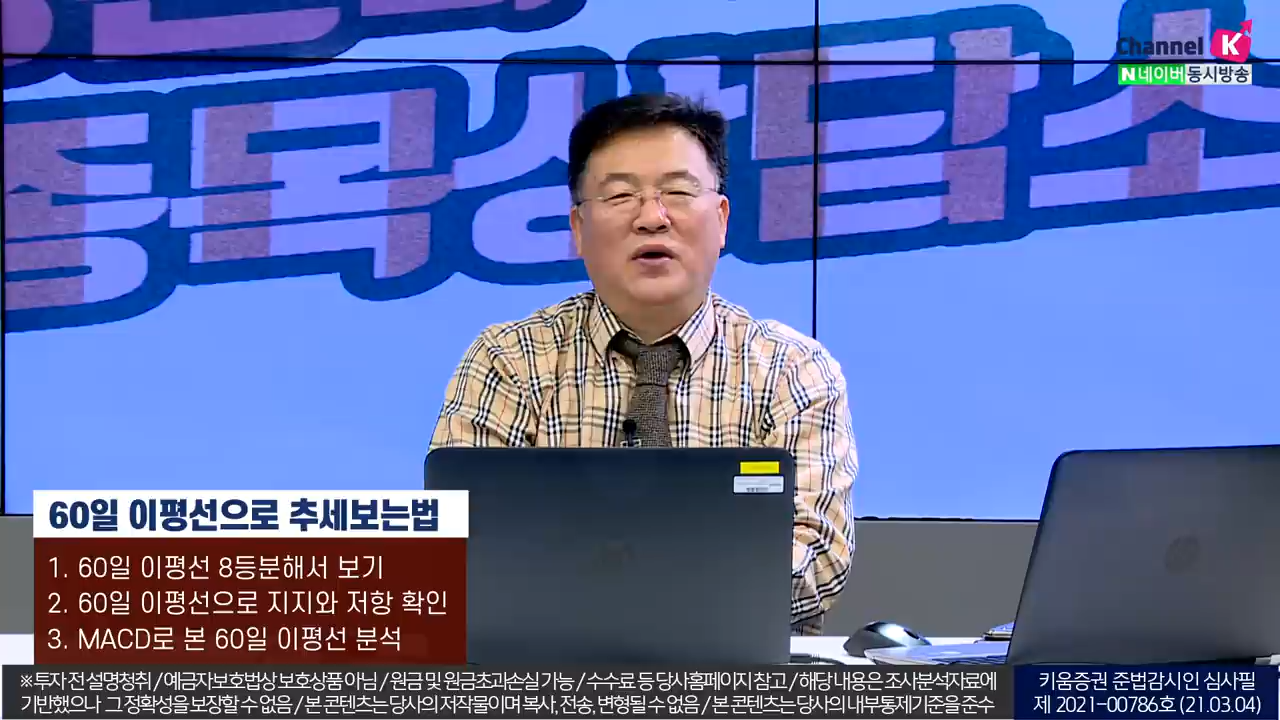 Channel K
N 네이버 동시방송
종목상담소
60일 이평선으로 추세보는법
1. 60일 이평선 8등분해서 보기
2. 60일 이평선으로 지지와 저항 확인
3. MACD로 본 60일 이평선 분석
※ 투자 전 설명청취 / 예금자보호법상 보호상품 아님 / 원금 및 원금초과손실 가능 / 수수료 등 당사홈페이지 참고 / 해당 내용은 조사분석자료에
기반했으나 그 정확성을 보장할 수 없음 / 본 콘텐츠는 당사의 저작물이며 복사, 전송, 변형될 수 없음 / 본 콘텐츠는 당사의 내부통제기준을 준수
키움증권 준법감시인 심사필
제 2021-00786호 (21.03.04)